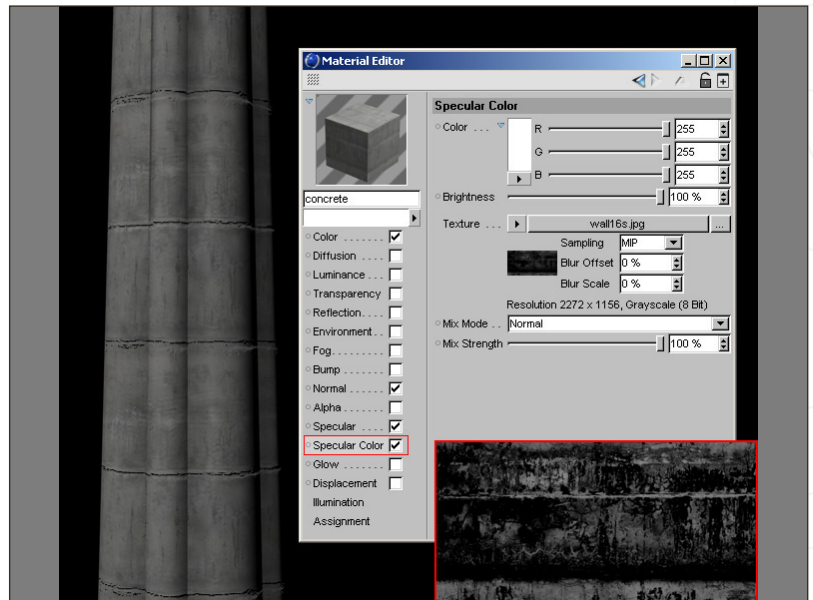 Material Editor
Specular Color
Color . . . R 255
G 255
B 255
Brightness 100 %
Texture . . . wall16s.jpg ...
Sampling MIP
Blur Offset 0 %
Blur Scale 0 %
Resolution 2272 x 1156, Grayscale (8 Bit)
Mix Mode . . Normal
Mix Strength 100 %
concrete
Color . . . . . . .
Diffusion . . . .
Luminance . . .
Transparency
Reflection. . . .
Environment. .
Fog. . . . . . . . .
Bump . . . . . .
Normal . . . . . .
Alpha . . . . . . .
Specular . . . .
Specular Color
Glow . . . . . . .
Displacement
Illumination
Assignment